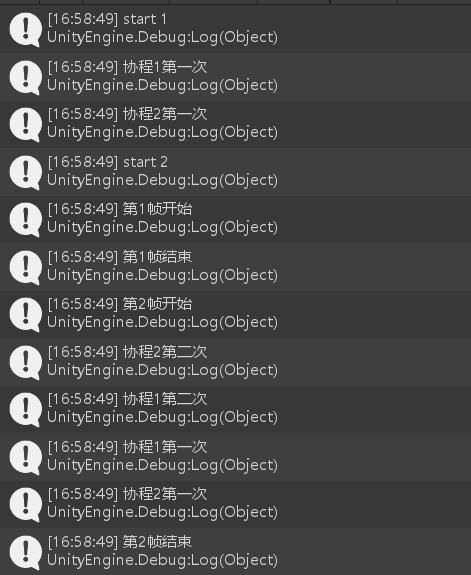 [16:58:49] start 1
UnityEngine.Debug:Log(Object)
[16:58:49] 协程1第一次
UnityEngine.Debug:Log(Object)
[16:58:49] 协程2第一次
UnityEngine.Debug:Log(Object)
[16:58:49] start 2
UnityEngine.Debug:Log(Object)
[16:58:49] 第1帧开始
UnityEngine.Debug:Log(Object)
[16:58:49] 第1帧结束
UnityEngine.Debug:Log(Object)
[16:58:49] 第2帧开始
UnityEngine.Debug:Log(Object)
[16:58:49] 协程2第二次
UnityEngine.Debug:Log(Object)
[16:58:49] 协程1第二次
UnityEngine.Debug:Log(Object)
[16:58:49] 协程1第一次
UnityEngine.Debug:Log(Object)
[16:58:49] 协程2第一次
UnityEngine.Debug:Log(Object)
[16:58:49] 第2帧结束
UnityEngine.Debug:Log(Object)